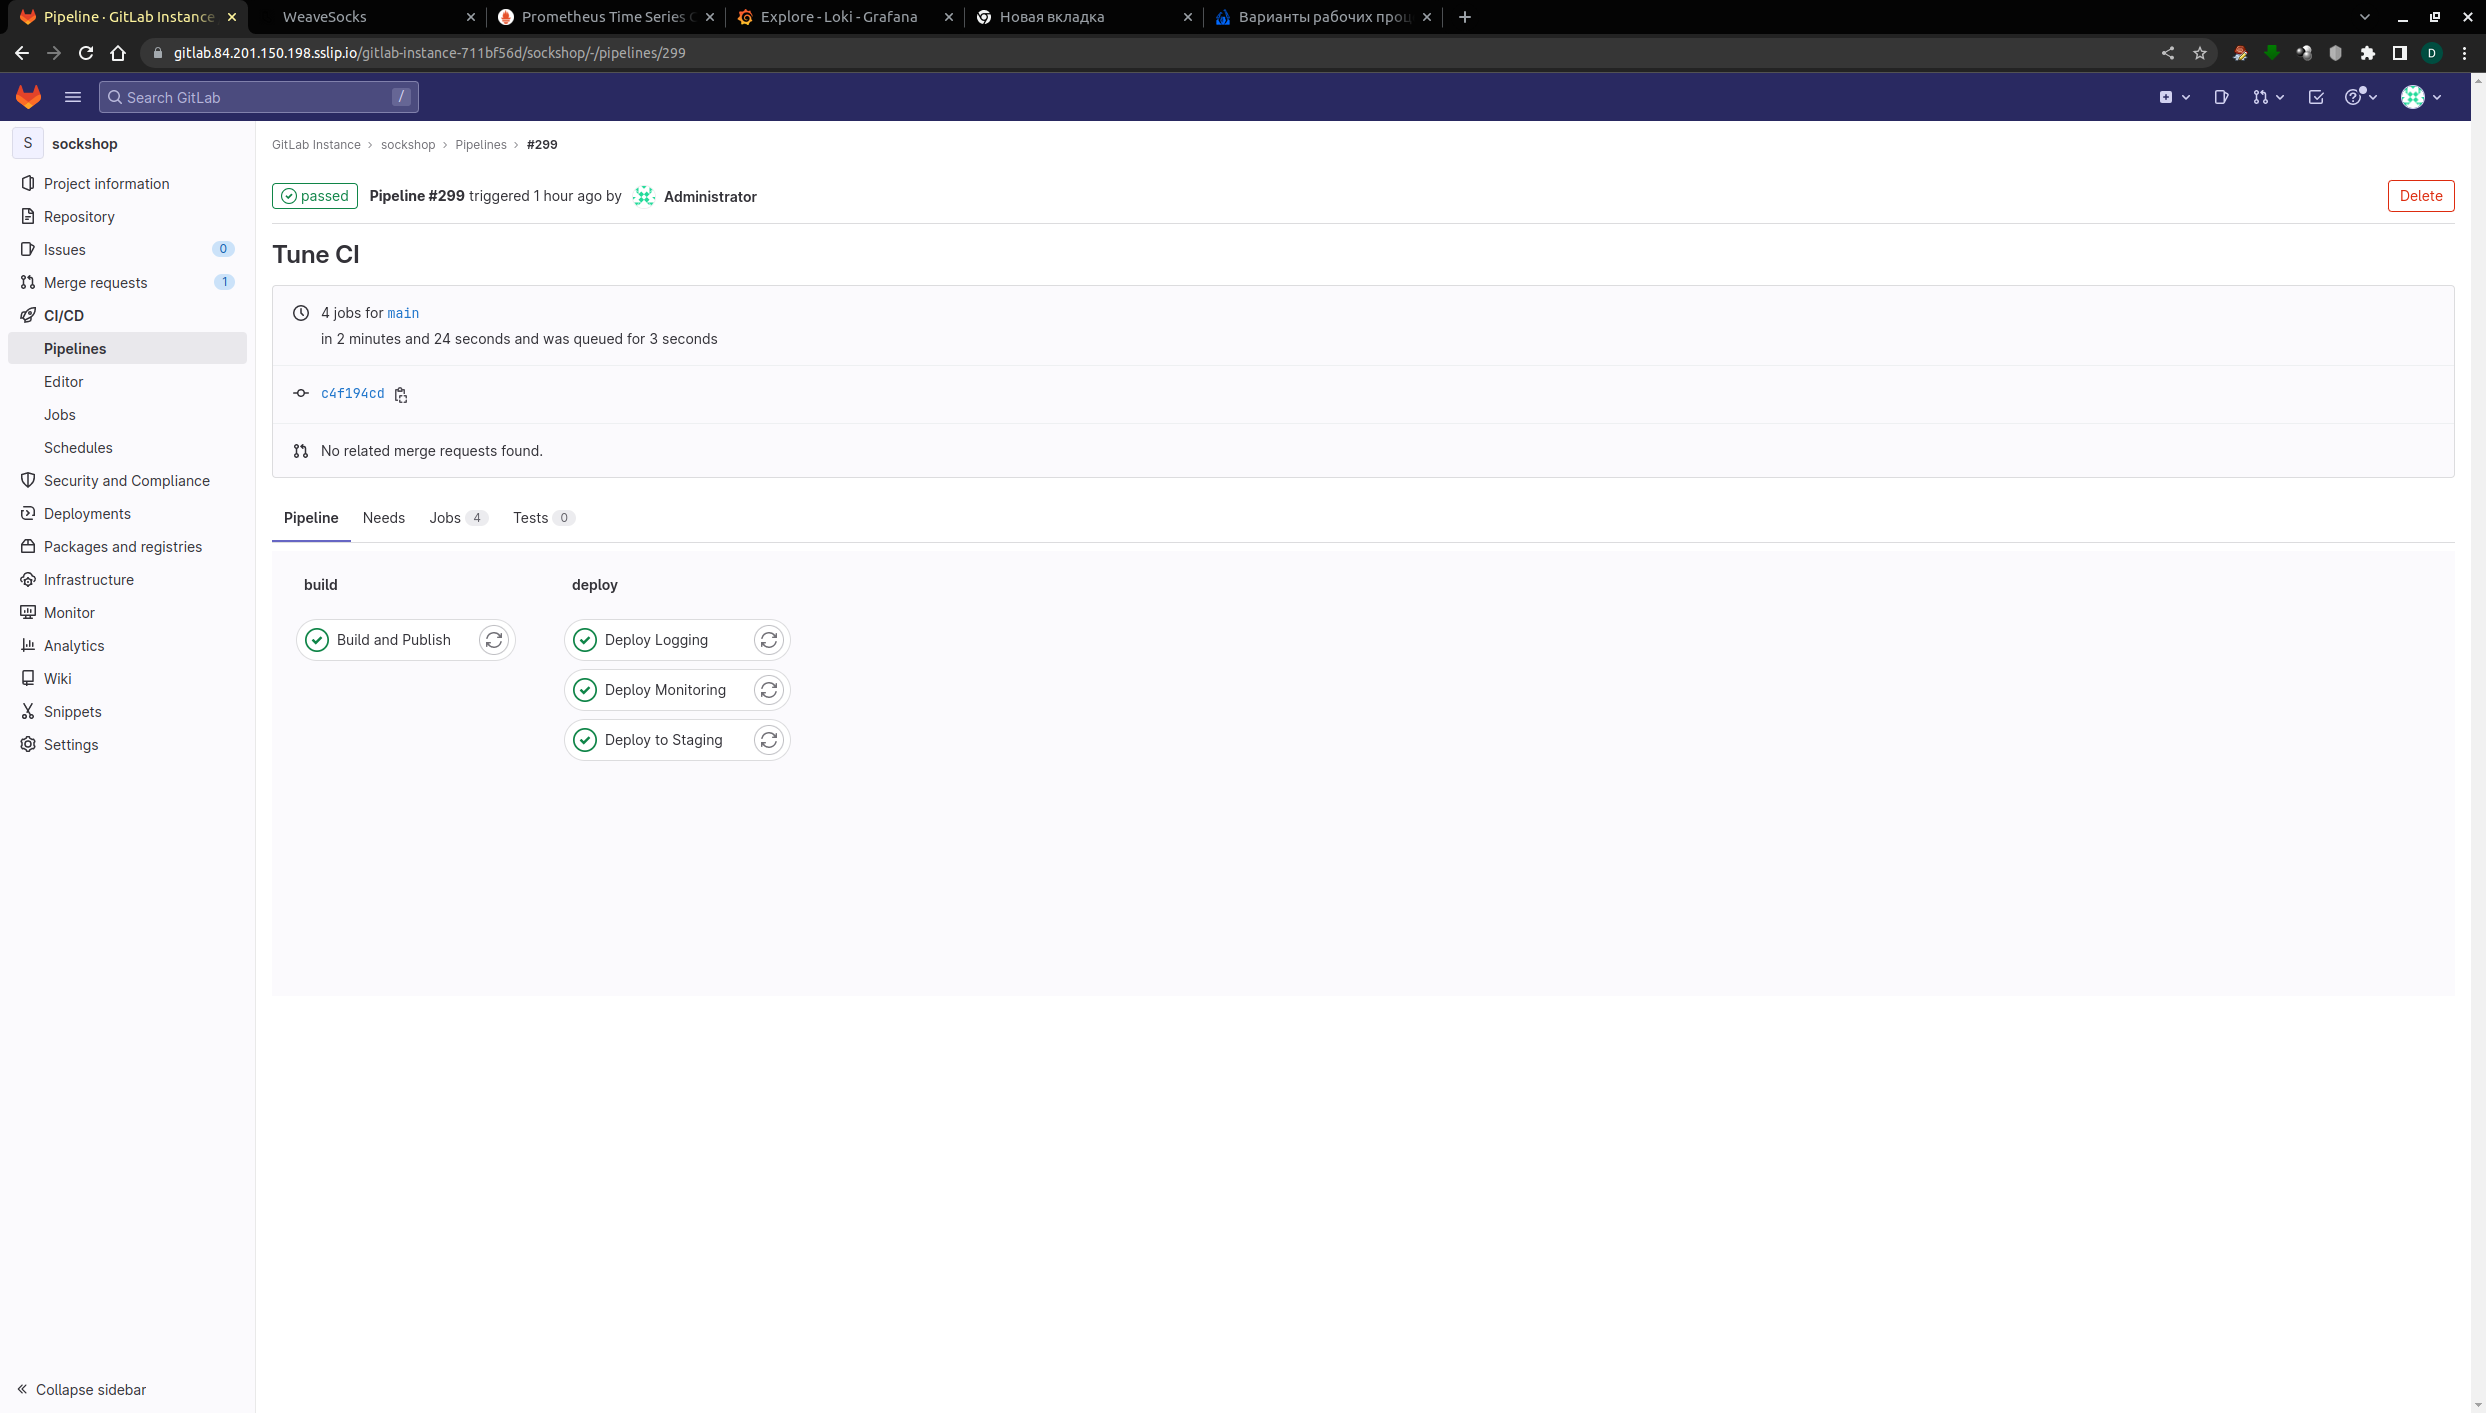 Pipeline · GitLab Instance
WeaveSocks
Prometheus Time Series
Explore - Loki - Grafana
Новая вкладка
Варианты рабочих проц
gitlab.84.201.150.198.sslip.io/gitlab-instance-711bf56d/sockshop/-/pipelines/299
D
Search GitLab
/
S
sockshop
Project information
Repository
Issues
0
Merge requests
1
CI/CD
Pipelines
Editor
Jobs
Schedules
Security and Compliance
Deployments
Packages and registries
Infrastructure
Monitor
Analytics
Wiki
Snippets
Settings
Collapse sidebar
GitLab Instance › sockshop › Pipelines › #299
passed
Pipeline #299 triggered 1 hour ago by Administrator
Delete
Tune CI
4 jobs for main
in 2 minutes and 24 seconds and was queued for 3 seconds
c4f194cd
No related merge requests found.
Pipeline
Needs
Jobs 4
Tests 0
build
Build and Publish
deploy
Deploy Logging
Deploy Monitoring
Deploy to Staging